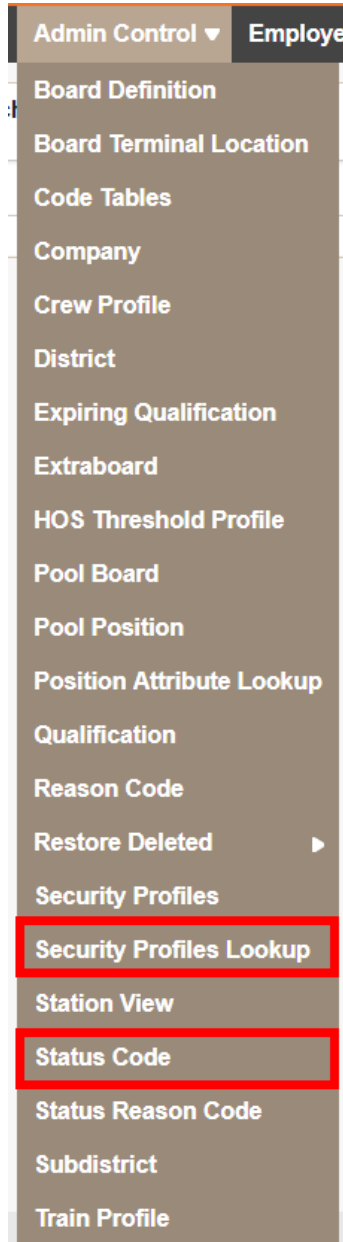 Admin Control ▼ Employe
Board Definition
Board Terminal Location
Code Tables
Company
Crew Profile
District
Expiring Qualification
Extraboard
HOS Threshold Profile
Pool Board
Pool Position
Position Attribute Lookup
Qualification
Reason Code
Restore Deleted ▶
Security Profiles
Security Profiles Lookup
Station View
Status Code
Status Reason Code
Subdistrict
Train Profile